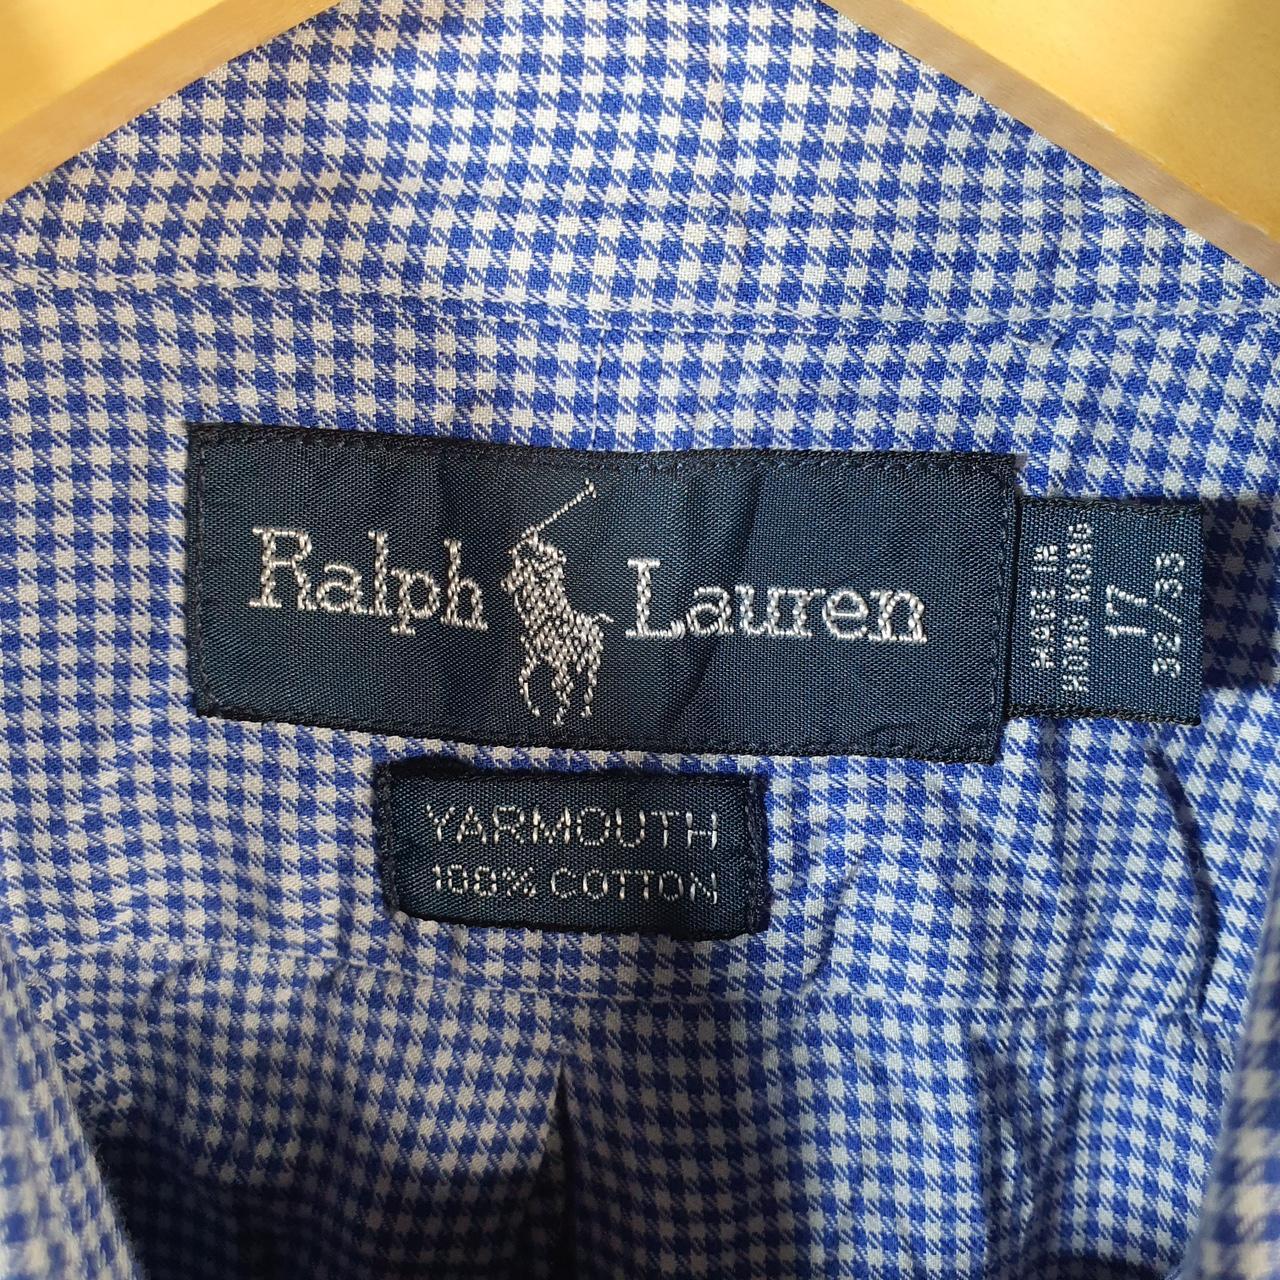 Ralph Lauren
MADE IN
HONG KONG
17
32/33
YARMOUTH
100% COTTON